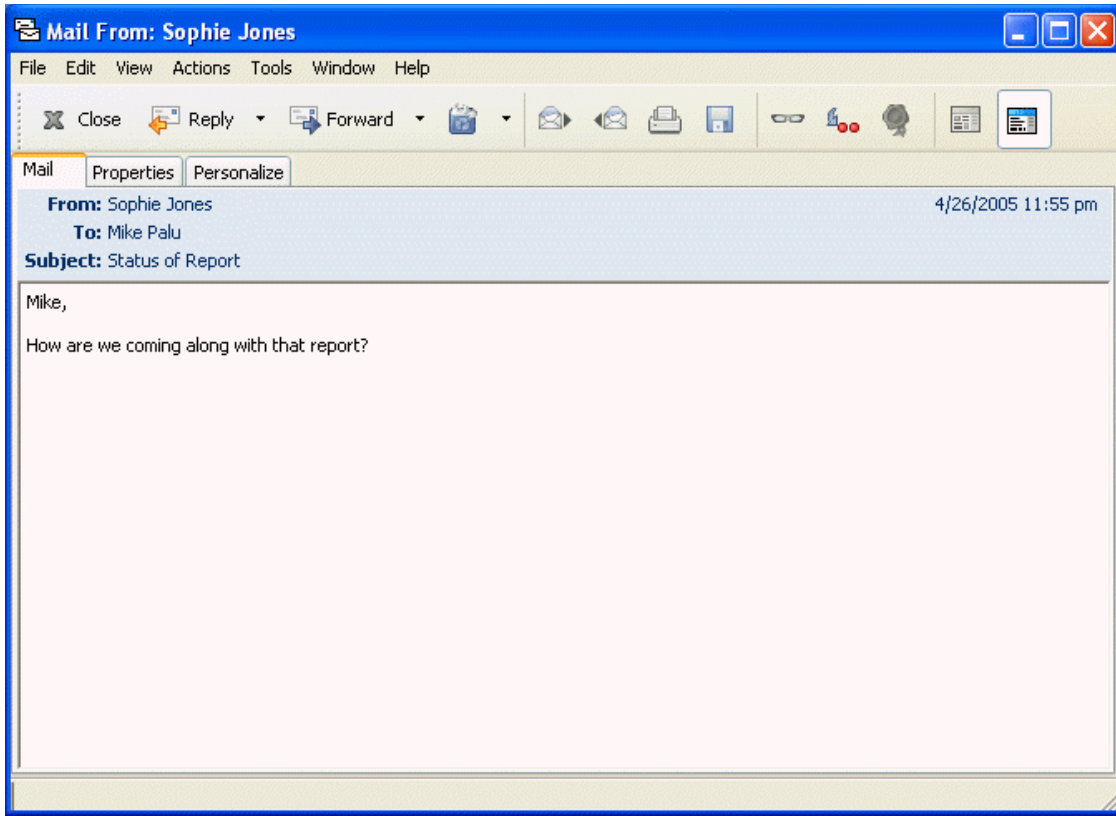 Mail From: Sophie Jones
File Edit View Actions Tools Window Help
Close Reply Forward
Mail Properties Personalize
From: Sophie Jones 4/26/2005 11:55 pm
To: Mike Palu
Subject: Status of Report
Mike,
How are we coming along with that report?